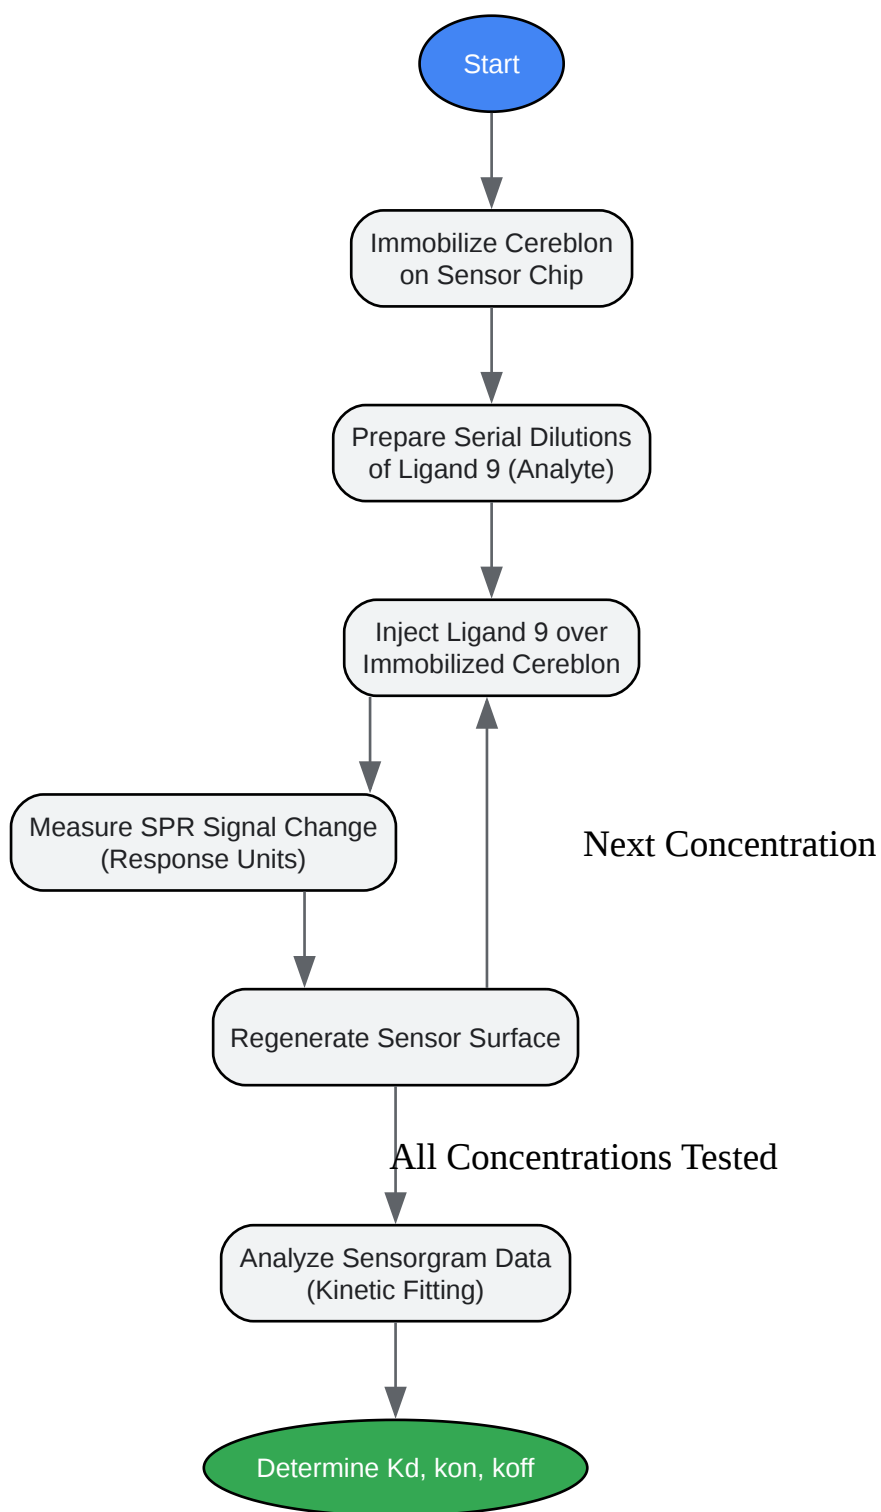 Start
Immobilize Cereblon
on Sensor Chip
Prepare Serial Dilutions
of Ligand 9 (Analyte)
Inject Ligand 9 over
Immobilized Cereblon
Measure SPR Signal Change
(Response Units)
Next Concentration
Regenerate Sensor Surface
All Concentrations Tested
Analyze Sensorgram Data
(Kinetic Fitting)
Determine Kd, kon, koff